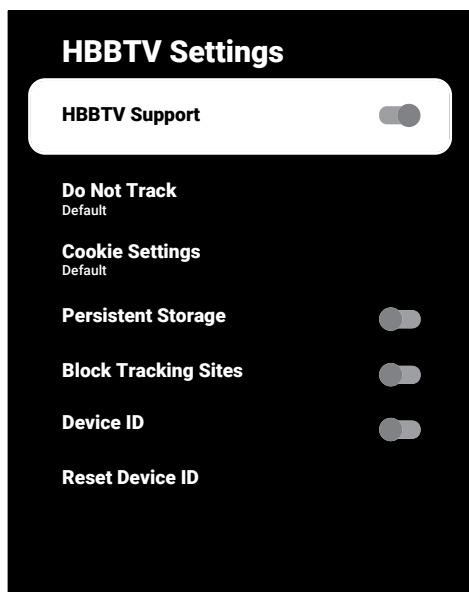 HBBTV Settings
HBBTV Support
Do Not Track
Default
Cookie Settings
Default
Persistent Storage
Block Tracking Sites
Device ID
Reset Device ID